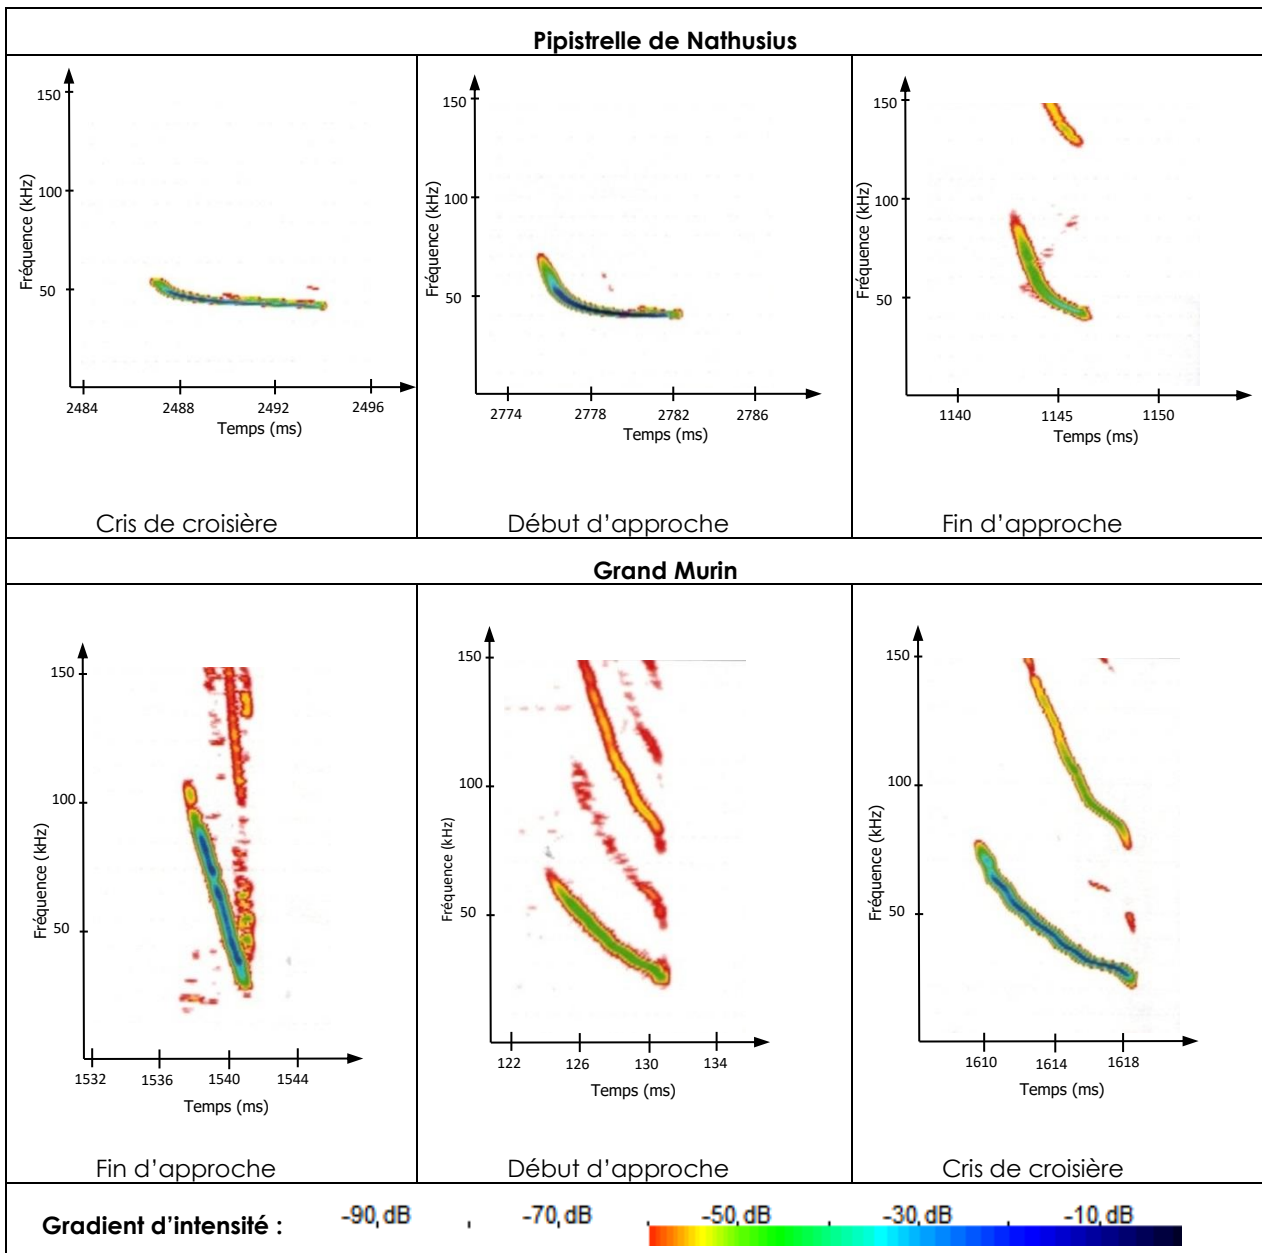 Pipistrelle de Nathusius
150
100
50
Fréquence (kHz)
2484 2488 2492 2496
Temps (ms)
Cris de croisière
150
100
50
Fréquence (kHz)
2774 2778 2782 2786
Temps (ms)
Début d'approche
150
100
50
Fréquence (kHz)
1140 1145 1150
Temps (ms)
Fin d'approche
Grand Murin
150
100
50
Fréquence (kHz)
1532 1536 1540 1544
Temps (ms)
Fin d'approche
150
100
50
Fréquence (kHz)
122 126 130 134
Temps (ms)
Début d'approche
150
100
50
Fréquence (kHz)
1610 1614 1618
Temps (ms)
Cris de croisière
Gradient d'intensité : -90 dB -70 dB -50 dB -30 dB -10 dB